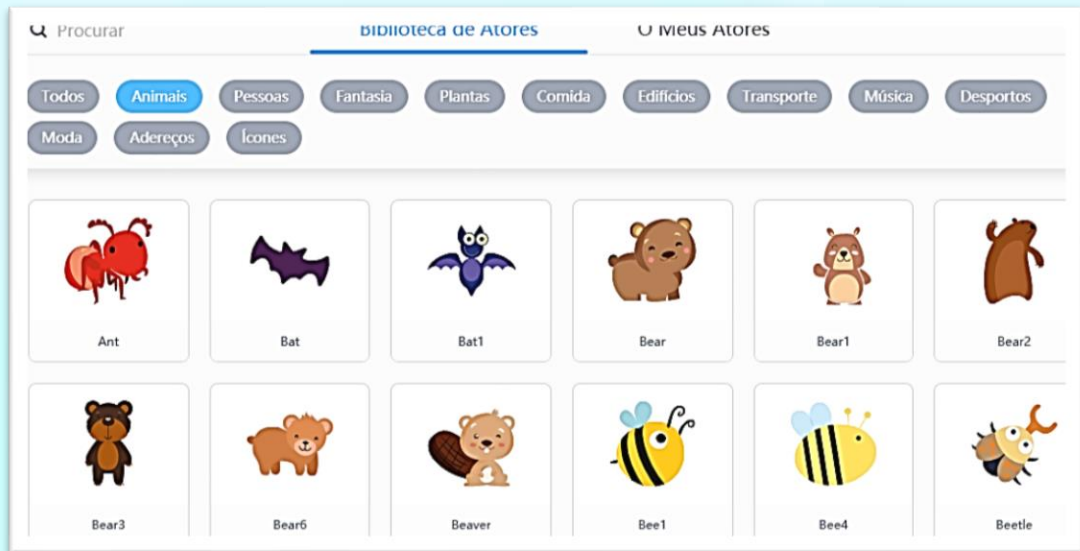 Procurar Biblioteca de Atores O Meus Atores
Todos Animais Pessoas Fantasia Plantas Comida Edifícios Transporte Música Desportos
Moda Adereços Ícones
Ant Bat Bat1 Bear Bear1 Bear2
Bear3 Bear6 Beaver Bee1 Bee4 Beetle